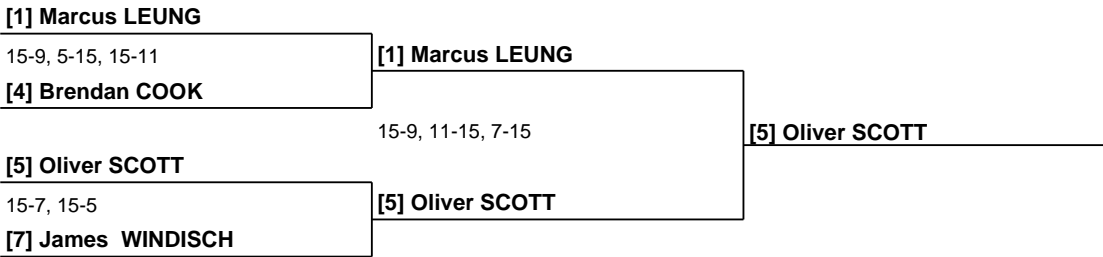 [1] Marcus LEUNG
15-9, 5-15, 15-11
[1] Marcus LEUNG
[4] Brendan COOK
15-9, 11-15, 7-15
[5] Oliver SCOTT
[5] Oliver SCOTT
15-7, 15-5
[5] Oliver SCOTT
[7] James  WINDISCH